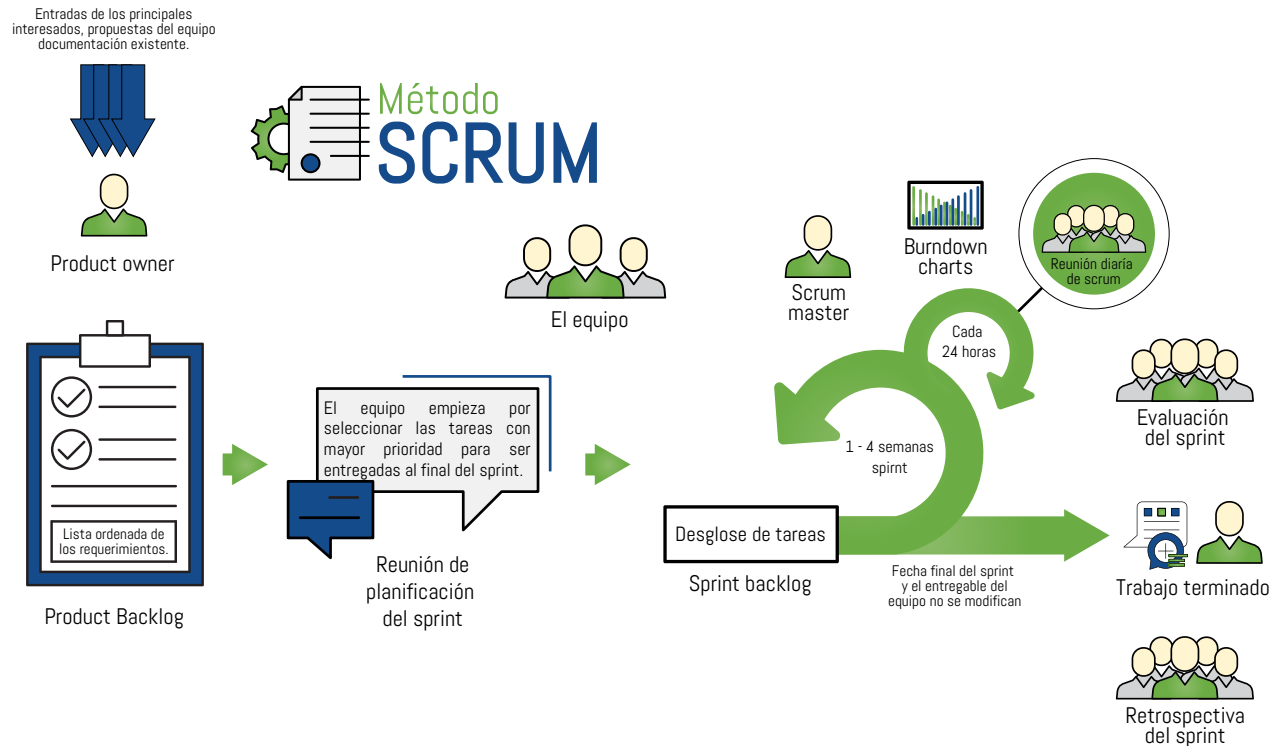 Entradas de los principales
interesados, propuestas del equipo
documentación existente.
Método
SCRUM
Product owner
El equipo
Scrum
master
Burndown
charts
Reunión diaría
de scrum
Cada
24 horas
Evaluación
del sprint
El equipo empieza por
seleccionar las tareas con
mayor prioridad para ser
entregadas al final del sprint.
1 - 4 semanas
spirnt
Lista ordenada de
los requerimientos.
Product Backlog
Reunión de
planificación
del sprint
Desglose de tareas
Sprint backlog
Fecha final del sprint
y el entregable del
equipo no se modifican
Trabajo terminado
Retrospectiva
del sprint